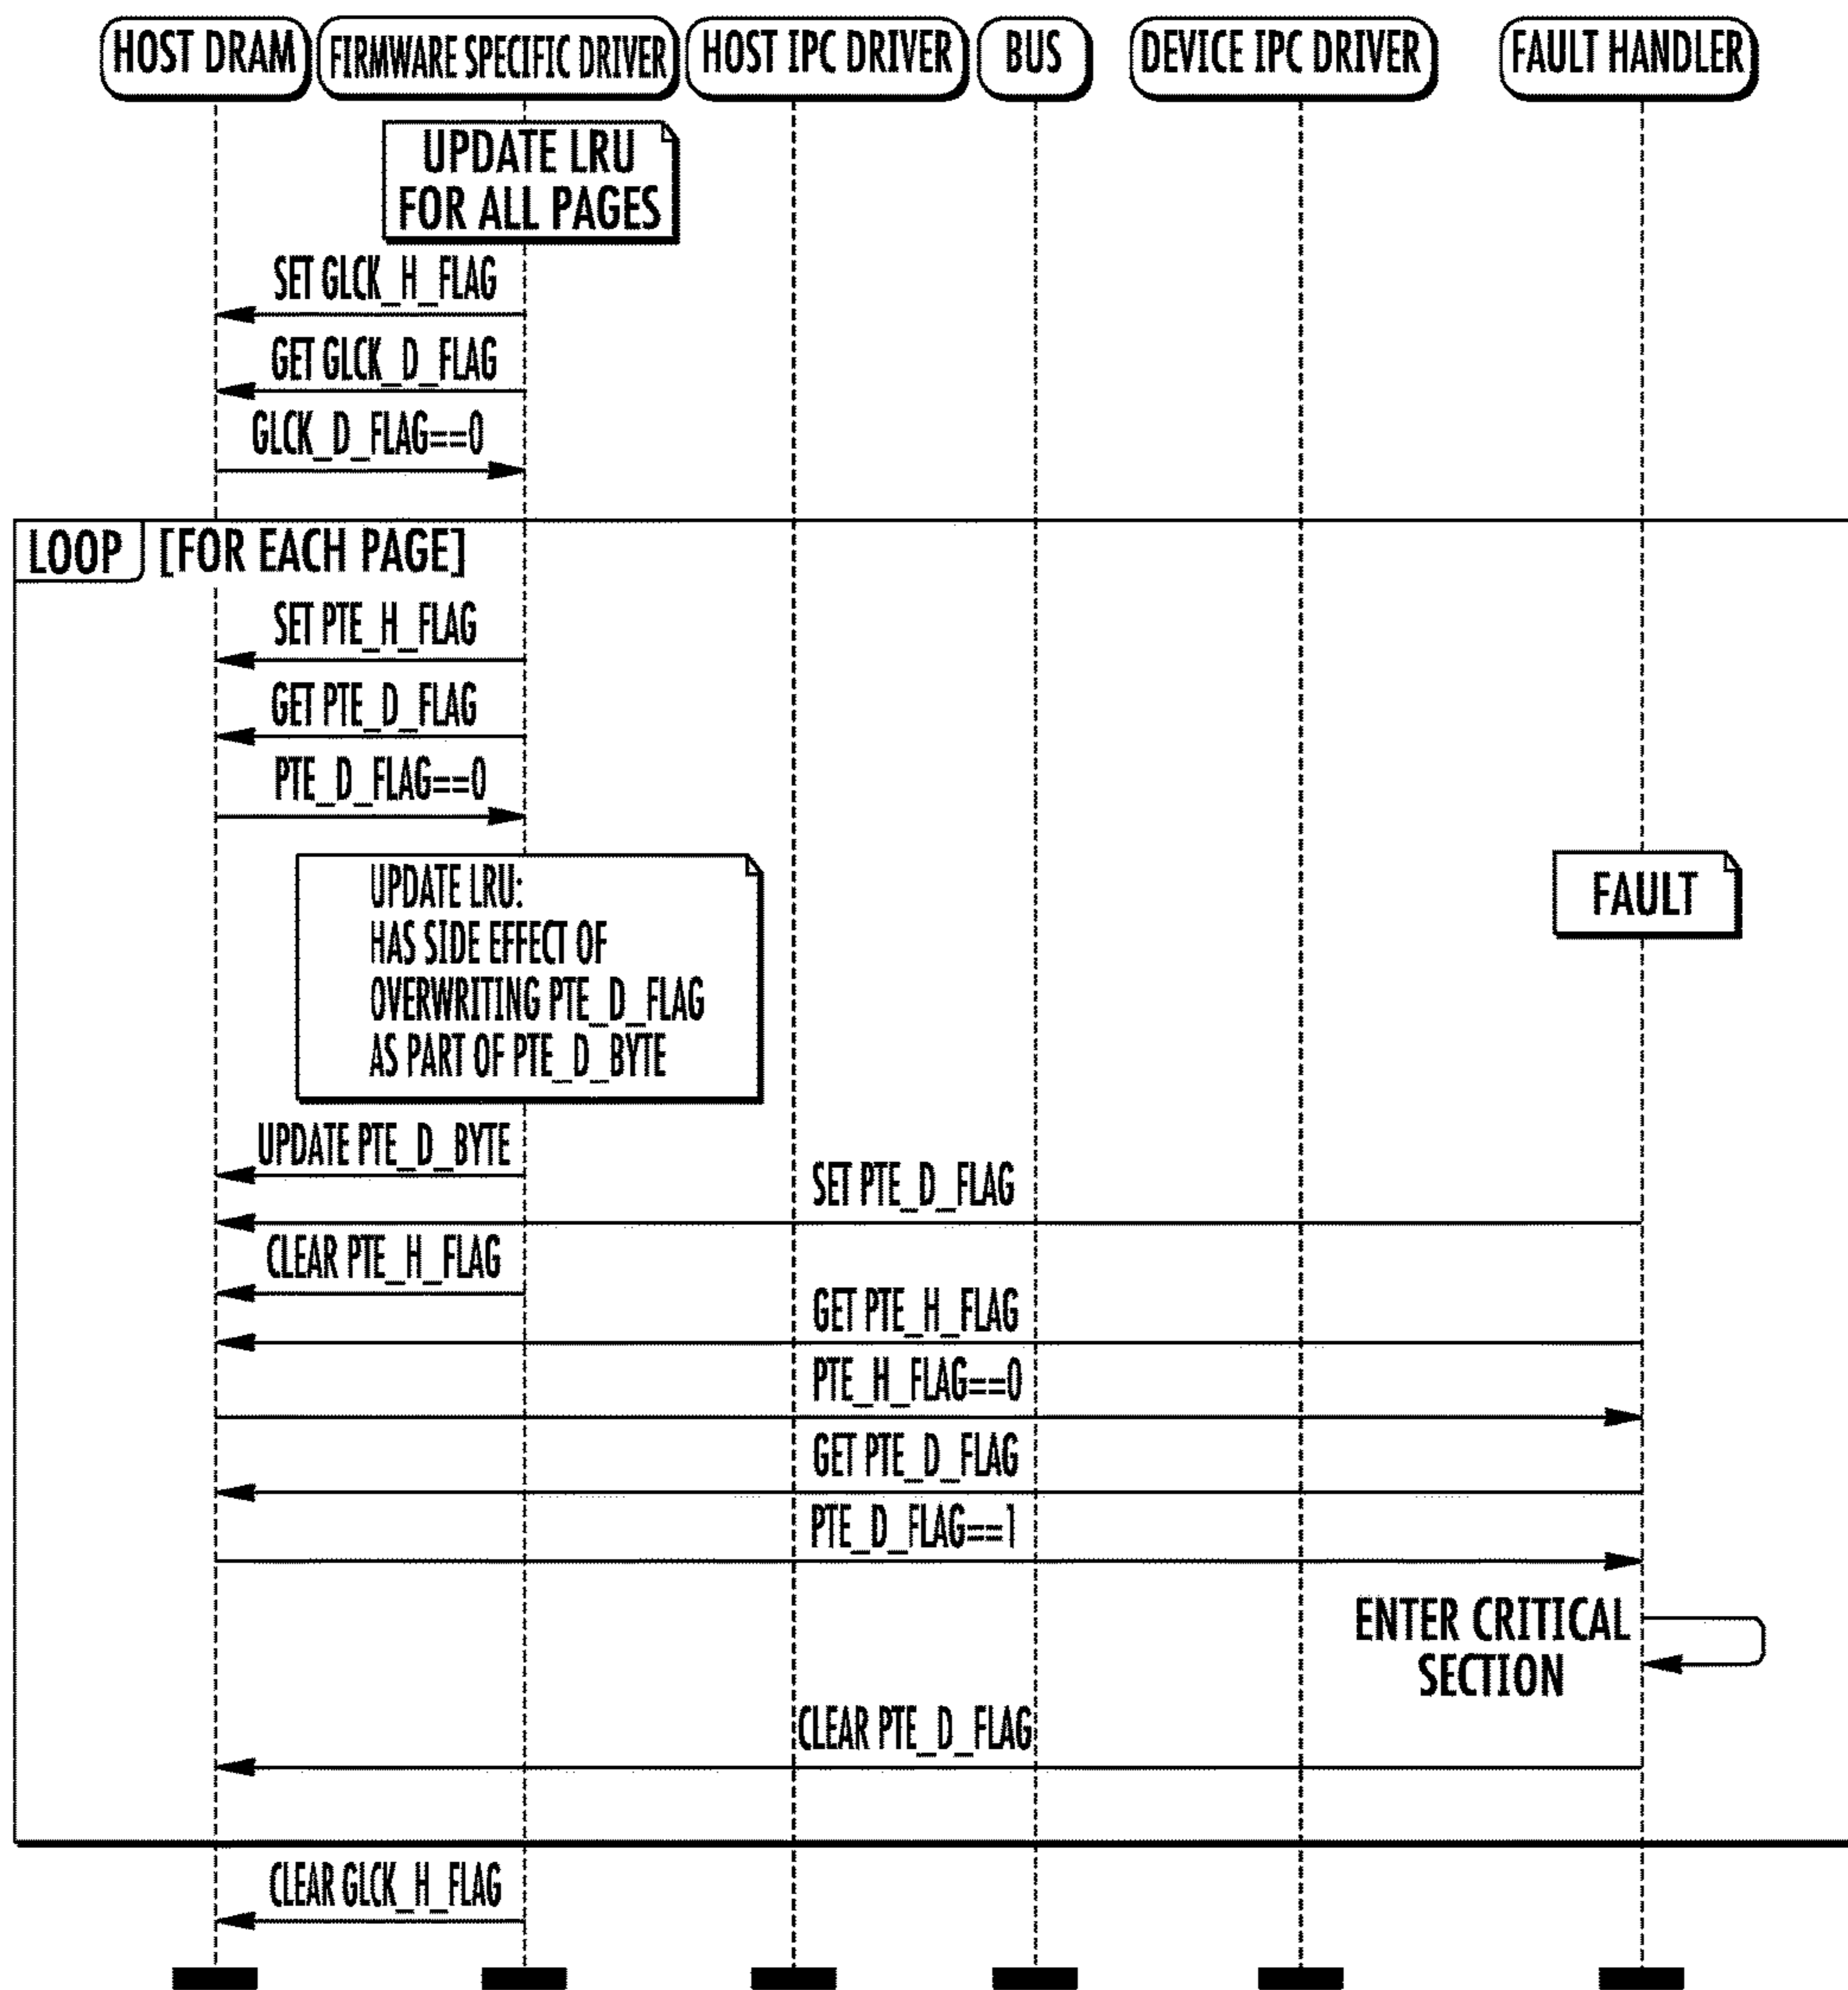 HOST DRAM
FIRMWARE SPECIFIC DRIVER
HOST IPC DRIVER
BUS
DEVICE IPC DRIVER
FAULT HANDLER
UPDATE LRU
FOR ALL PAGES
SET GLCK_H_FLAG
GET GLCK_D_FLAG
GLCK_D_FLAG==0
LOOP [FOR EACH PAGE]
SET PTE_H_FLAG
GET PTE_D_FLAG
PTE_D_FLAG==0
UPDATE LRU:
HAS SIDE EFFECT OF
OVERWRITING PTE_D_FLAG
AS PART OF PTE_D_BYTE
FAULT
UPDATE PTE_D_BYTE
SET PTE_D_FLAG
CLEAR PTE_H_FLAG
GET PTE_H_FLAG
PTE_H_FLAG==0
GET PTE_D_FLAG
PTE_D_FLAG==1
ENTER CRITICAL
SECTION
CLEAR PTE_D_FLAG
CLEAR GLCK_H_FLAG